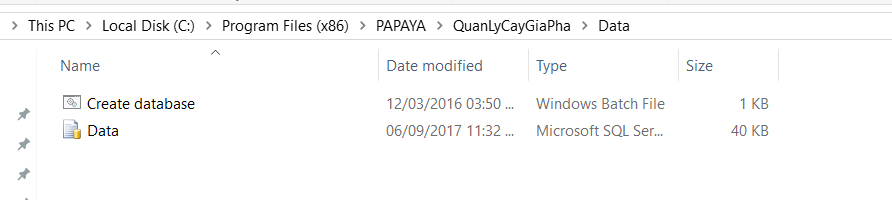 This PC > Local Disk (C:) > Program Files (x86) > PAPAYA > QuanLyCayGiaPha > Data
Name Date modified Type Size
Create database 12/03/2016 03:50 ... Windows Batch File 1 KB
Data 06/09/2017 11:32 ... Microsoft SQL Ser... 40 KB